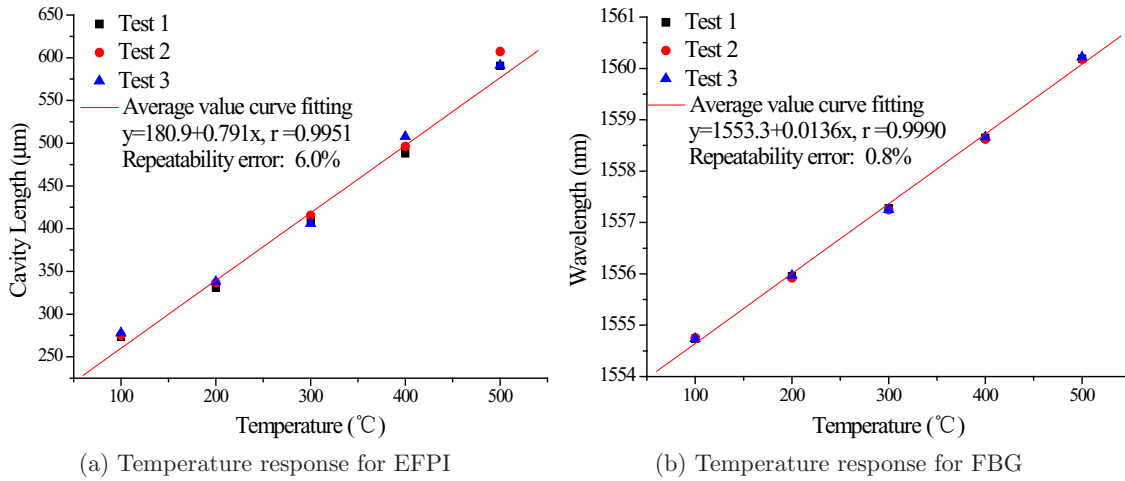 Test 1
Test 2
Test 3
Average value curve fitting
y=180.9+0.791x, r =0.9951
Repeatability error: 6.0%
600
550
500
450
400
350
300
250
Cavity Length (µm)
100 200 300 400 500
Temperature (℃)
(a) Temperature response for EFPI
Test 1
Test 2
Test 3
Average value curve fitting
y=1553.3+0.0136x, r =0.9990
Repeatability error: 0.8%
1561
1560
1559
1558
1557
1556
1555
1554
Wavelength (nm)
100 200 300 400 500
Temperature (℃)
(b) Temperature response for FBG